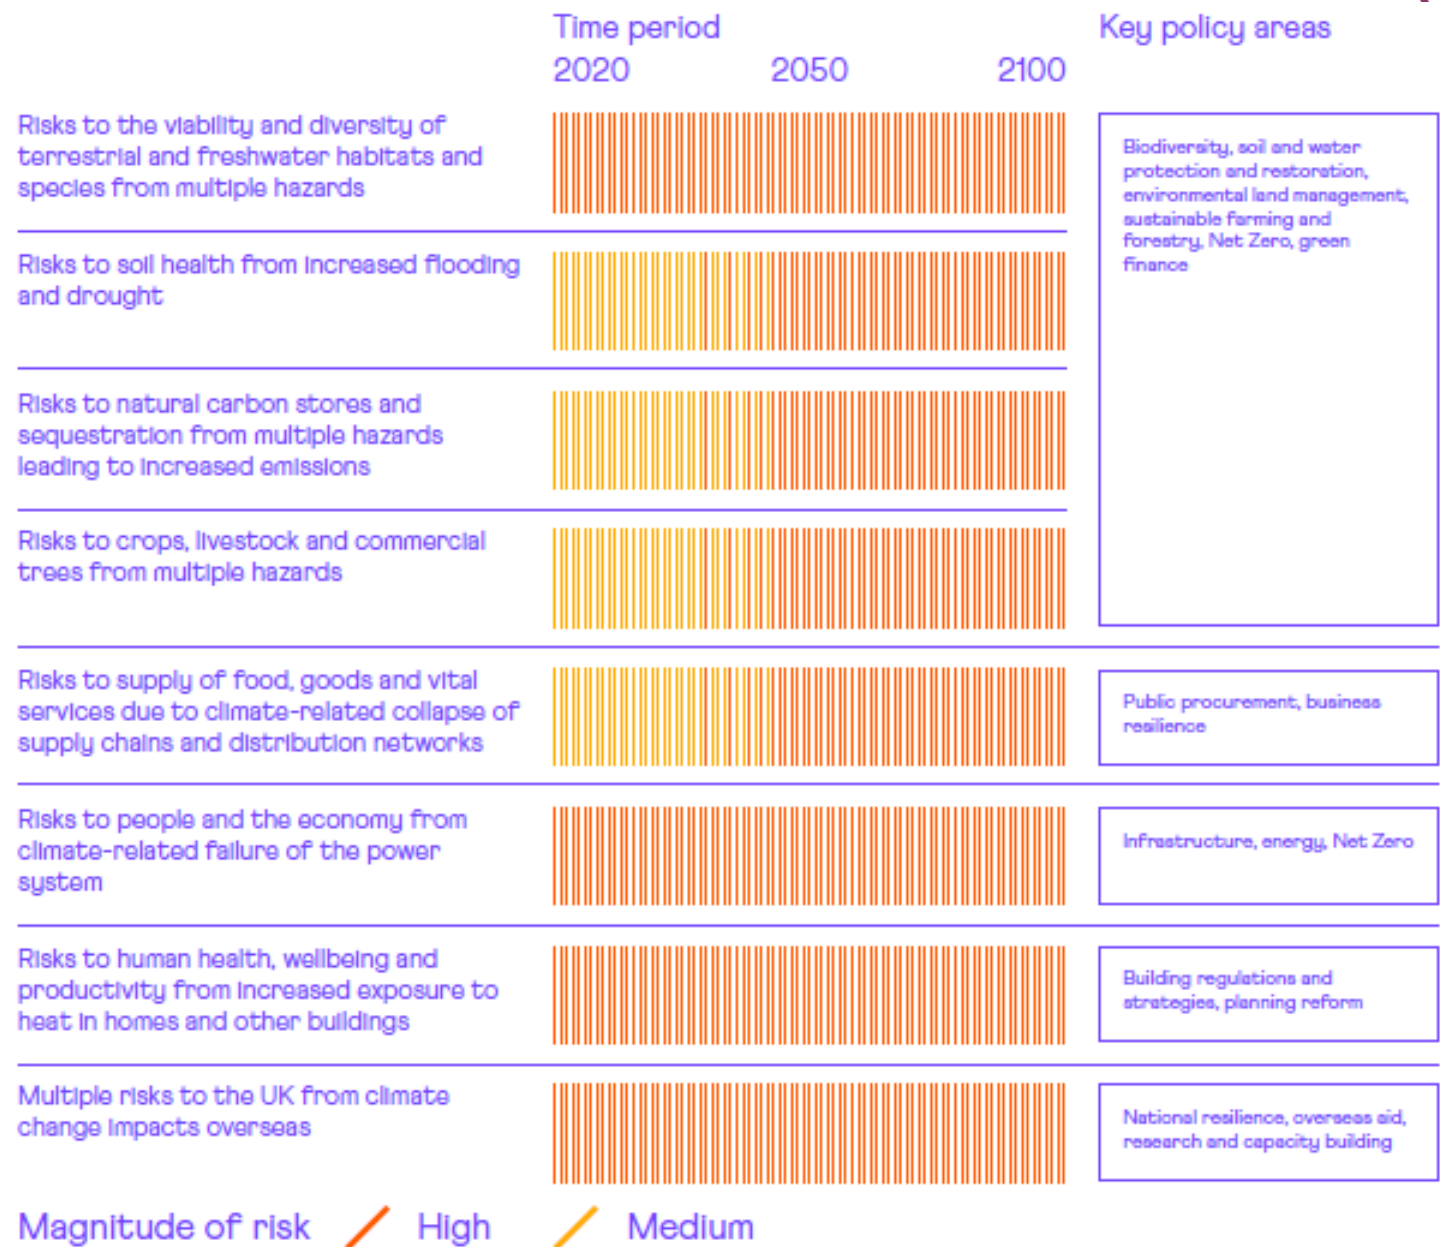 Time period
Key policy areas
2020 2050 2100
Risks to the viability and diversity of
terrestrial and freshwater habitats and
species from multiple hazards
Biodiversity, soil and water
protection and restoration,
environmental land management,
sustainable farming and
forestry, Net Zero, green
finance
Risks to soil health from increased flooding
and drought
Risks to natural carbon stores and
sequestration from multiple hazards
leading to increased emissions
Risks to crops, livestock and commercial
trees from multiple hazards
Risks to supply of food, goods and vital
services due to climate-related collapse of
supply chains and distribution networks
Public procurement, business
resilience
Risks to people and the economy from
climate-related failure of the power
system
Infrastructure, energy, Net Zero
Risks to human health, wellbeing and
productivity from increased exposure to
heat in homes and other buildings
Building regulations and
strategies, planning reform
Multiple risks to the UK from climate
change impacts overseas
National resilience, overseas aid,
research and capacity building
Magnitude of risk High Medium